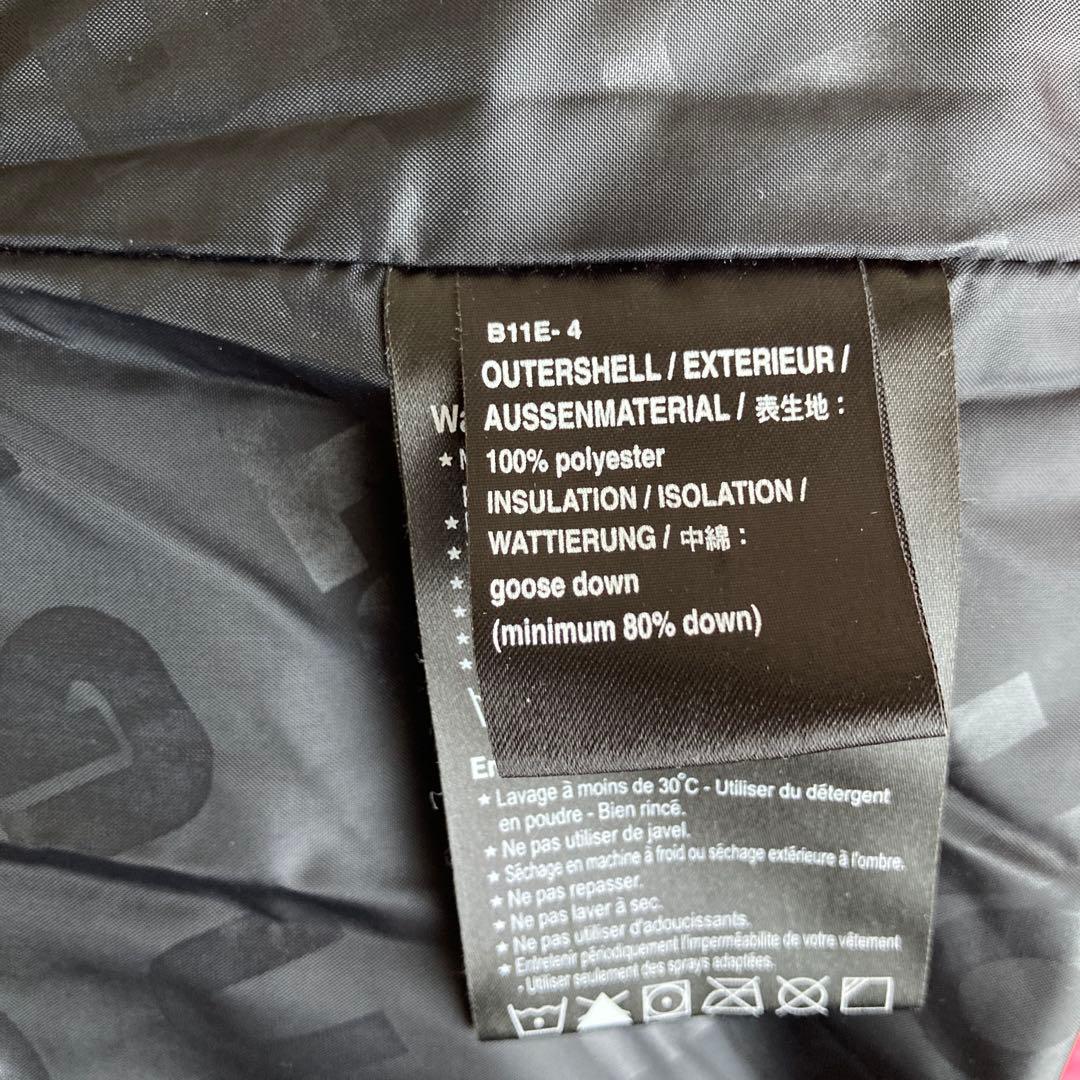 B11E- 4
OUTERSHELL / EXTERIEUR /
AUSSENMATERIAL / 表生地 :
100% polyester
INSULATION / ISOLATION /
WATTIERUNG / 中綿 :
goose down
(minimum 80% down)
★ Lavage à moins de 30°C - Utiliser du détergent
en poudre - Bien rincé.
★ Ne pas utiliser de javel.
★ Séchage en machine à froid ou séchage extérieure à l'ombre.
★ Ne pas repasser.
★ Ne pas laver à sec.
★ Ne pas utiliser d'adoucissants.
★ Entretenir périodiquement l'imperméabilite de votre vêtement
- Utiliser seulement des sprays adaptées.